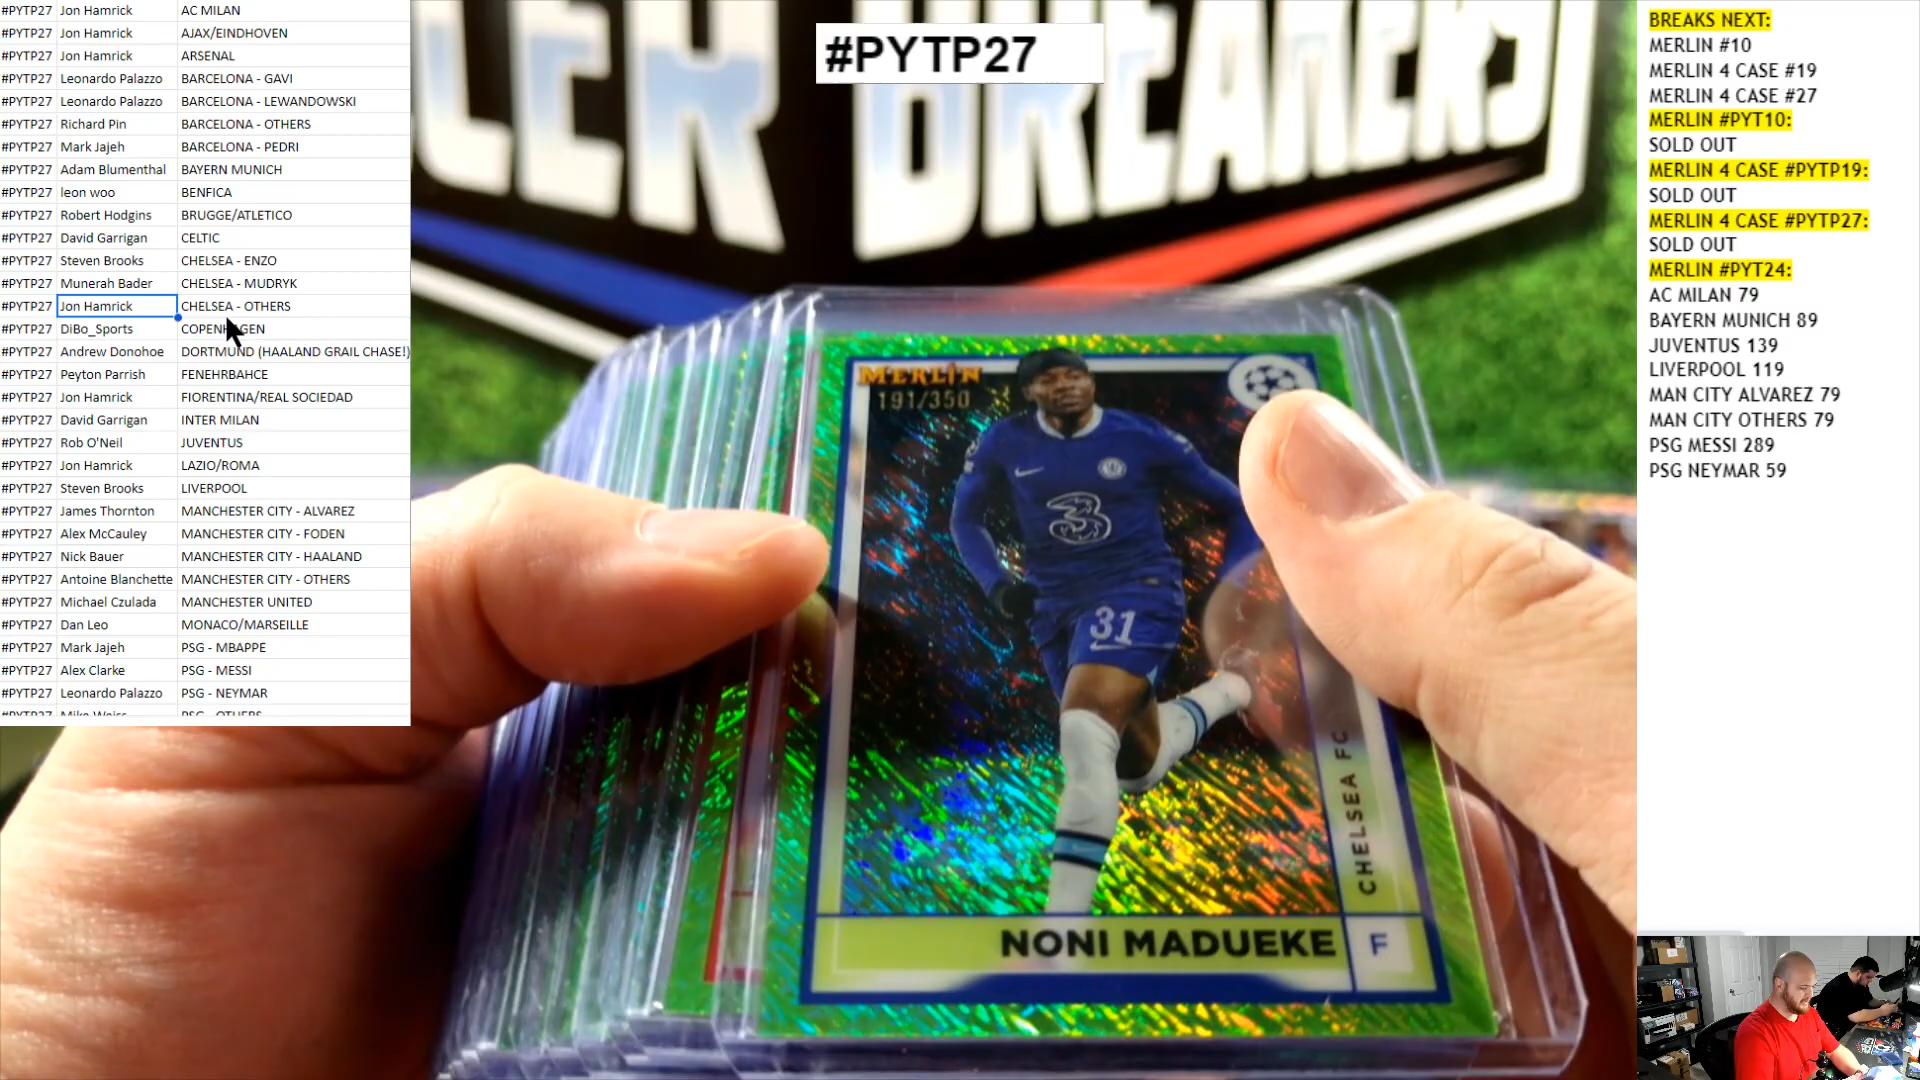 #PYTP27 Jon Hamrick AC MILAN
#PYTP27 Jon Hamrick AJAX/EINDHOVEN
#PYTP27 Jon Hamrick ARSENAL
#PYTP27 Leonardo Palazzo BARCELONA - GAVI
#PYTP27 Leonardo Palazzo BARCELONA - LEWANDOWSKI
#PYTP27 Richard Pin BARCELONA - OTHERS
#PYTP27 Mark Jajeh BARCELONA - PEDRI
#PYTP27 Adam Blumenthal BAYERN MUNICH
#PYTP27 leon woo BENFICA
#PYTP27 Robert Hodgins BRUGGE/ATLETICO
#PYTP27 David Garrigan CELTIC
#PYTP27 Steven Brooks CHELSEA - ENZO
#PYTP27 Munerah Bader CHELSEA - MUDRYK
#PYTP27 Jon Hamrick CHELSEA - OTHERS
#PYTP27 DiBo_Sports COPENHAGEN
#PYTP27 Andrew Donohoe DORTMUND (HAALAND GRAIL CHASE!)
#PYTP27 Peyton Parrish FENEHRBAHCE
#PYTP27 Jon Hamrick FIORENTINA/REAL SOCIEDAD
#PYTP27 David Garrigan INTER MILAN
#PYTP27 Rob O'Neil JUVENTUS
#PYTP27 Jon Hamrick LAZIO/ROMA
#PYTP27 Steven Brooks LIVERPOOL
#PYTP27 James Thornton MANCHESTER CITY - ALVAREZ
#PYTP27 Alex McCauley MANCHESTER CITY - FODEN
#PYTP27 Nick Bauer MANCHESTER CITY - HAALAND
#PYTP27 Antoine Blanchette MANCHESTER CITY - OTHERS
#PYTP27 Michael Czulada MANCHESTER UNITED
#PYTP27 Dan Leo MONACO/MARSEILLE
#PYTP27 Mark Jajeh PSG - MBAPPE
#PYTP27 Alex Clarke PSG - MESSI
#PYTP27 Leonardo Palazzo PSG - NEYMAR
#PYTP27
BREAKERS
MERLIN
191/350
3
31
CHELSEA FC
NONI MADUEKE F
BREAKS NEXT:
MERLIN #10
MERLIN 4 CASE #19
MERLIN 4 CASE #27
MERLIN #PYT10:
SOLD OUT
MERLIN 4 CASE #PYTP19:
SOLD OUT
MERLIN 4 CASE #PYTP27:
SOLD OUT
MERLIN #PYT24:
AC MILAN 79
BAYERN MUNICH 89
JUVENTUS 139
LIVERPOOL 119
MAN CITY ALVAREZ 79
MAN CITY OTHERS 79
PSG MESSI 289
PSG NEYMAR 59